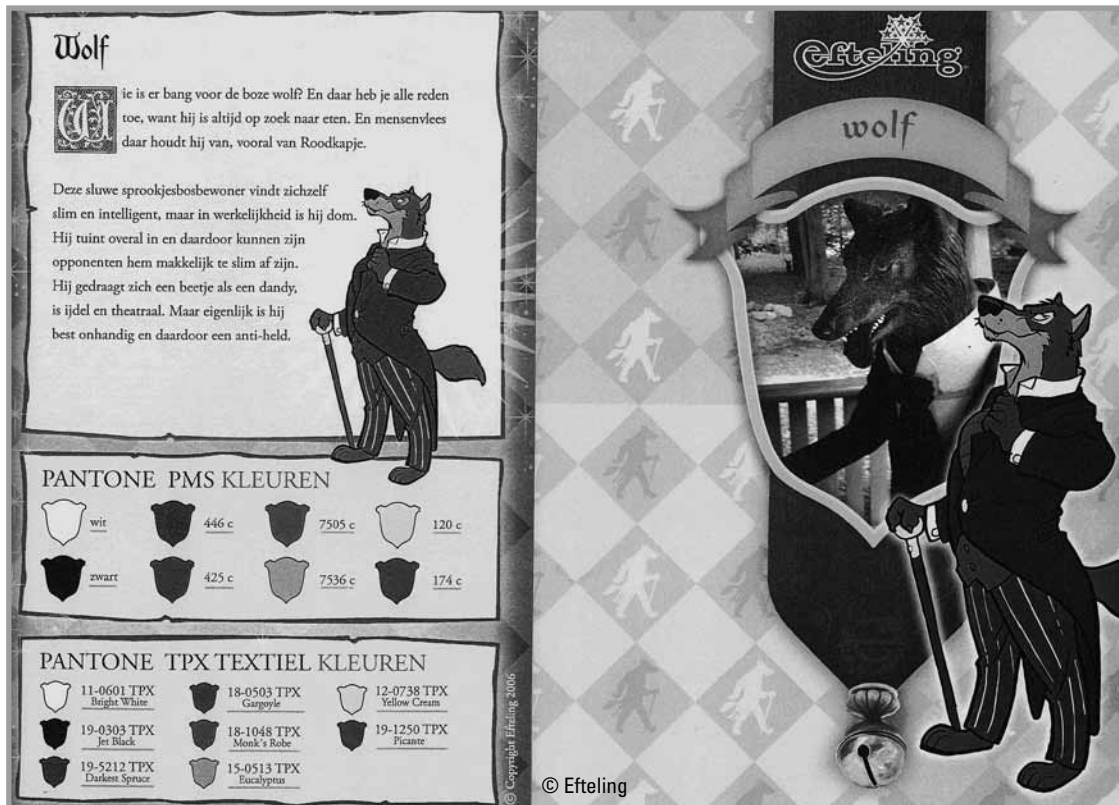 Wolf
Wie is er bang voor de boze wolf? En daar heb je alle reden
toe, want hij is altijd op zoek naar eten. En mensenvlees
daar houdt hij van, vooral van Roodkapje.
Deze sluwe sprookjesbosbewoner vindt zichzelf
slim en intelligent, maar in werkelijkheid is hij dom.
Hij tuint overal in en daardoor kunnen zijn
opponenten hem makkelijk te slim af zijn.
Hij gedraagt zich een beetje als een dandy,
is ijdel en theatraal. Maar eigenlijk is hij
best onhandig en daardoor een anti-held.
PANTONE PMS KLEUREN
wit 446 c 7505 c 120 c
zwart 425 c 7536 c 174 c
PANTONE TPX TEXTIEL KLEUREN
11-0601 TPX 18-0503 TPX 12-0738 TPX
Bright White Gargoyle Yellow Cream
19-0303 TPX 18-1048 TPX 19-1250 TPX
Jet Black Monk's Robe Picante
19-5212 TPX 15-0513 TPX
Darkest Spruce Eucalyptus
© Copyright Efteling 2006
Efteling
wolf
© Efteling